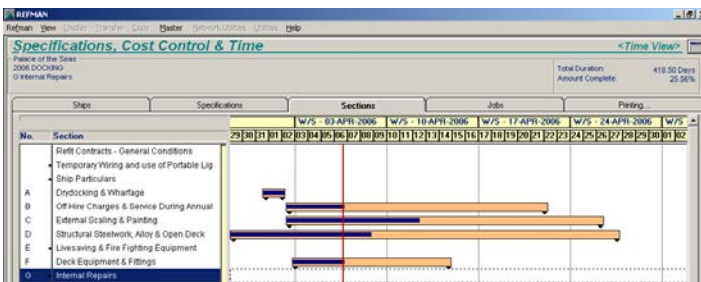 REFMAN
Refman View Display Transfer Copy Master Network Utilities Utilities Help
Specifications, Cost Control & Time
<Time View>
Palace of the Seas
2006 DOCKING
G Internal Repairs
Total Duration: 418.50 Days
Amount Complete: 25.56%
Ships Specifications Sections Jobs Printing...
W/S - 03-APR-2006 W/S - 10-APR-2006 W/S - 17-APR-2006 W/S - 24-APR-2006 W/S
No. Section 29 30 31 01 02 03 04 05 06 07 08 09 10 11 12 13 14 15 16 17 18 19 20 21 22 23 24 25 26 27 28 29 30 01 02
Refit Contracts - General Conditions
Temporary Wiring and use of Portable Lig
Ship Particulars
A Drydocking & Wharfage
B Off Hire Charges & Service During Annual
C External Scaling & Painting
D Structural Steelwork, Alloy & Open Deck
E Livesaving & Fire Fighting Equipment
F Deck Equipment & Fittings
G Internal Repairs